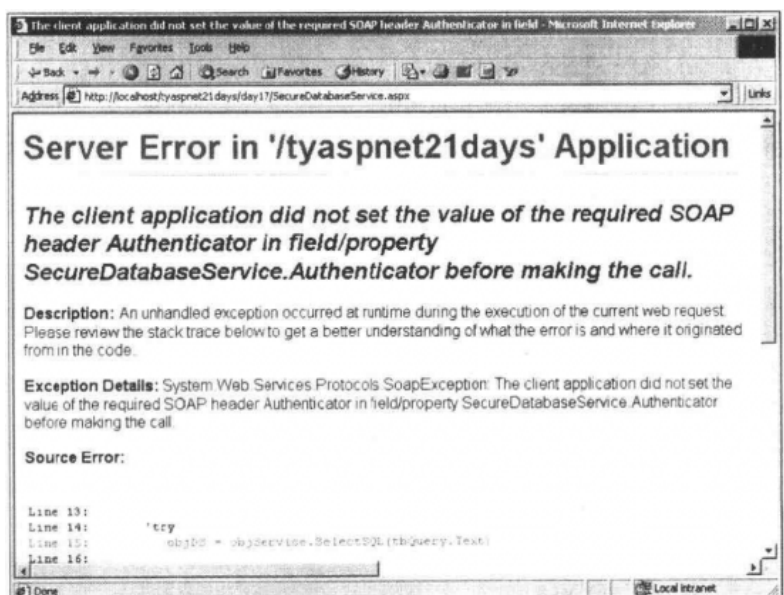 The client application did not set the value of the required SOAP header Authenticator in field - Microsoft Internet Explorer
File Edit View Favorites Tools Help
Back Search Favorites History
Address http://localhost/tyaspnet21days/day17/SecureDatabaseService.aspx Links
Server Error in '/tyaspnet21days' Application
The client application did not set the value of the required SOAP
header Authenticator in field/property
SecureDatabaseService.Authenticator before making the call.
Description: An unhandled exception occurred at runtime during the execution of the current web request.
Please review the stack trace below to get a better understanding of what the error is and where it originated
from in the code.
Exception Details: System.Web.Services.Protocols.SoapException: The client application did not set the
value of the required SOAP header Authenticator in field/property SecureDatabaseService.Authenticator
before making the call.
Source Error:
Line 13:
Line 14: 'try
Line 15: objDS = objService.SelectSQL(tbQuery.Text)
Line 16:
Done Local intranet